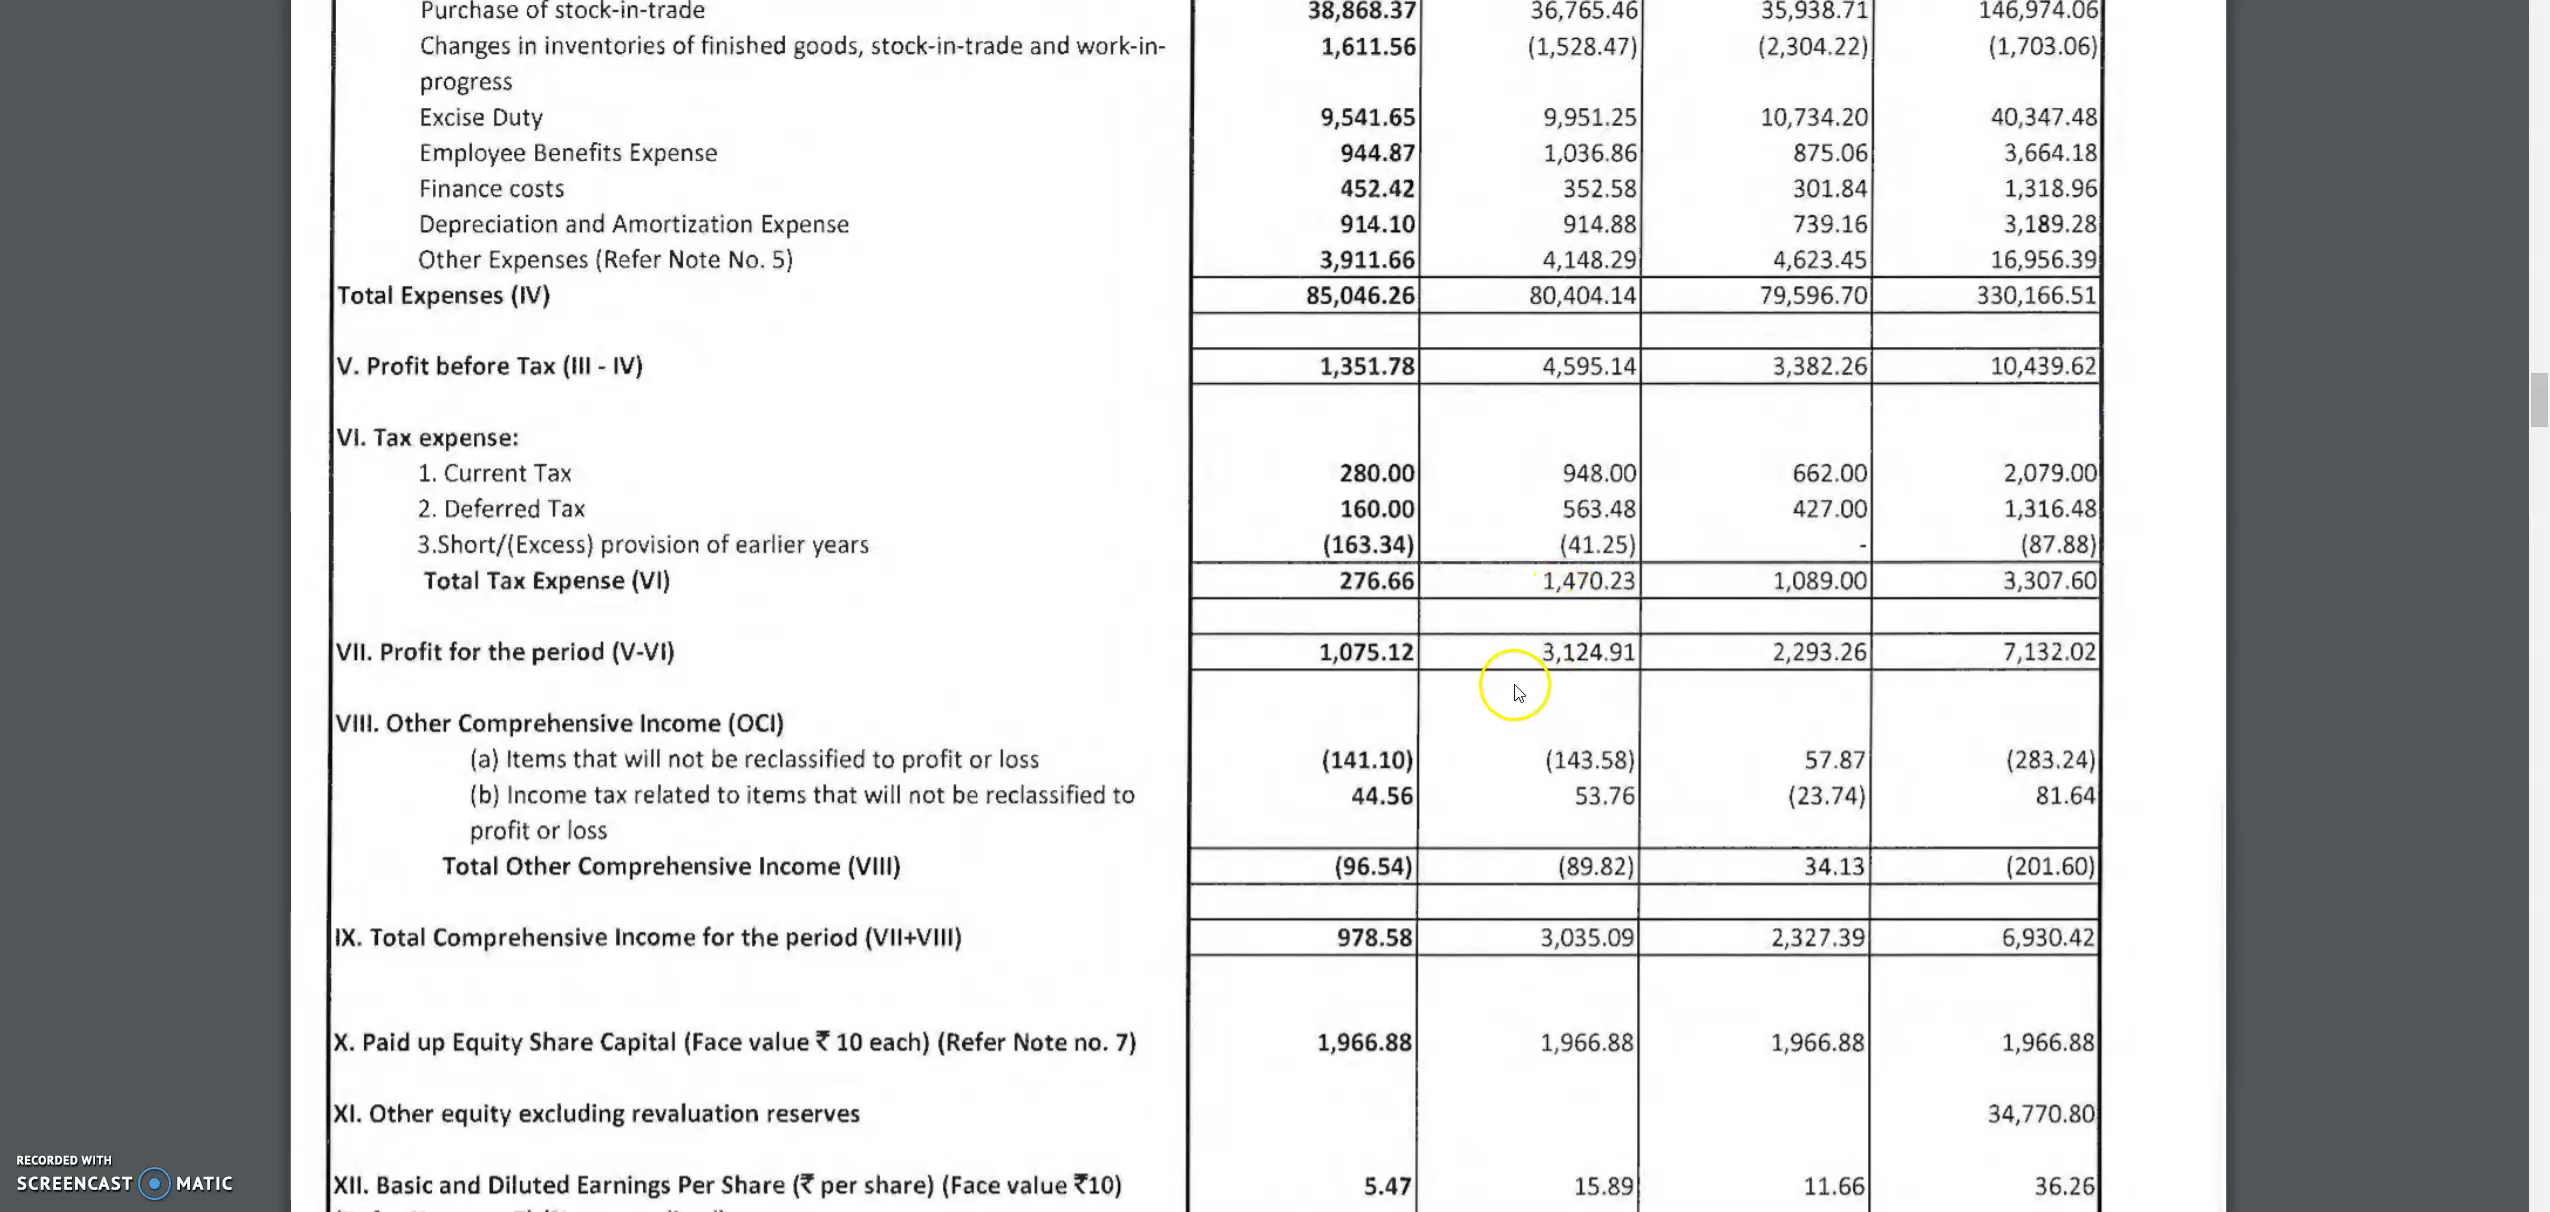 Purchase of stock-in-trade 38,868.37 36,765.46 35,938.71 146,974.06
Changes in inventories of finished goods, stock-in-trade and work-in- 1,611.56 (1,528.47) (2,304.22) (1,703.06)
progress
Excise Duty 9,541.65 9,951.25 10,734.20 40,347.48
Employee Benefits Expense 944.87 1,036.86 875.06 3,664.18
Finance costs 452.42 352.58 301.84 1,318.96
Depreciation and Amortization Expense 914.10 914.88 739.16 3,189.28
Other Expenses (Refer Note No. 5) 3,911.66 4,148.29 4,623.45 16,956.39
Total Expenses (IV) 85,046.26 80,404.14 79,596.70 330,166.51
V. Profit before Tax (III - IV) 1,351.78 4,595.14 3,382.26 10,439.62
VI. Tax expense:
1. Current Tax 280.00 948.00 662.00 2,079.00
2. Deferred Tax 160.00 563.48 427.00 1,316.48
3.Short/(Excess) provision of earlier years (163.34) (41.25) - (87.88)
Total Tax Expense (VI) 276.66 1,470.23 1,089.00 3,307.60
VII. Profit for the period (V-VI) 1,075.12 3,124.91 2,293.26 7,132.02
VIII. Other Comprehensive Income (OCI)
(a) Items that will not be reclassified to profit or loss (141.10) (143.58) 57.87 (283.24)
(b) Income tax related to items that will not be reclassified to 44.56 53.76 (23.74) 81.64
profit or loss
Total Other Comprehensive Income (VIII) (96.54) (89.82) 34.13 (201.60)
IX. Total Comprehensive Income for the period (VII+VIII) 978.58 3,035.09 2,327.39 6,930.42
X. Paid up Equity Share Capital (Face value ₹ 10 each) (Refer Note no. 7) 1,966.88 1,966.88 1,966.88 1,966.88
XI. Other equity excluding revaluation reserves 34,770.80
XII. Basic and Diluted Earnings Per Share (₹ per share) (Face value ₹10) 5.47 15.89 11.66 36.26
RECORDED WITH
SCREENCAST MATIC